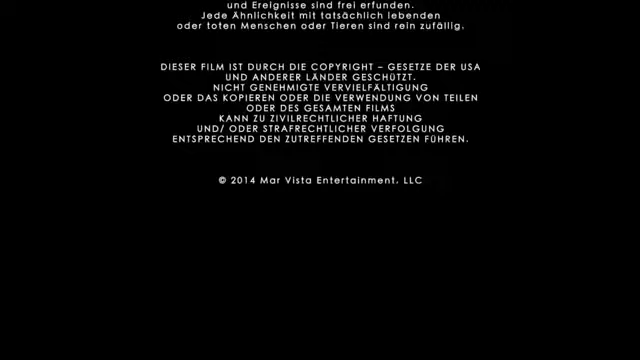 und Ereignisse sind frei erfunden.
Jede Ähnlichkeit mit tatsächlich lebenden
oder toten Menschen oder Tieren sind rein zufällig.
DIESER FILM IST DURCH DIE COPYRIGHT – GESETZE DER USA
UND ANDERER LÄNDER GESCHÜTZT.
NICHT GENEHMIGTE VERVIELFÄLTIGUNG
ODER DAS KOPIEREN ODER DIE VERWENDUNG VON TEILEN
ODER DES GESAMTEN FILMS
KANN ZU ZIVILRECHTLICHER HAFTUNG
UND/ ODER STRAFRECHTLICHER VERFOLGUNG
ENTSPRECHEND DEN ZUTREFFENDEN GESETZEN FÜHREN.
© 2014 Mar Vista Entertainment, LLC